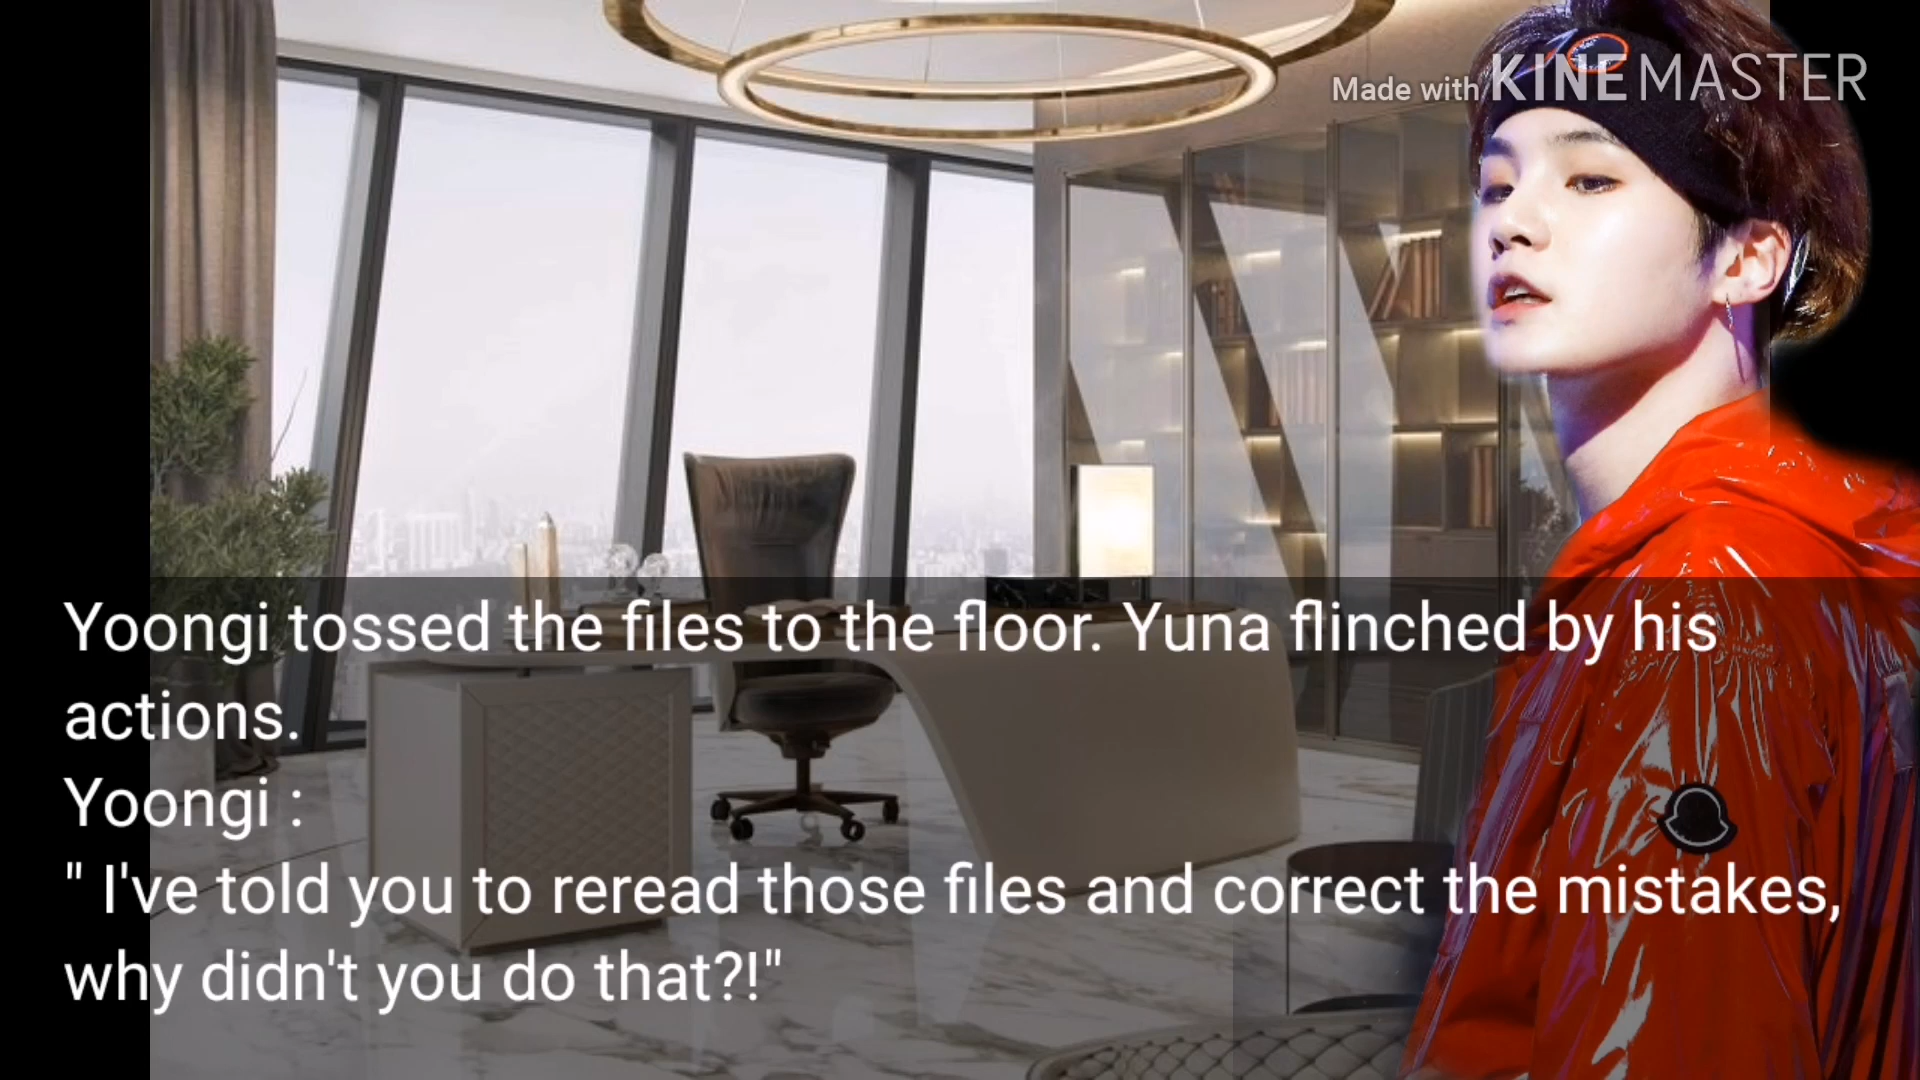 Made with KINEMASTER
Yoongi tossed the files to the floor. Yuna flinched by his
actions.
Yoongi :
" I've told you to reread those files and correct the mistakes,
why didn't you do that?!"